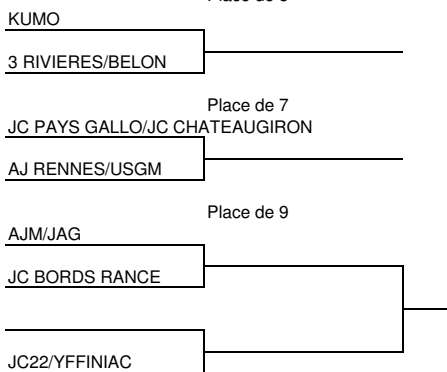 KUMO
3 RIVIERES/BELON
Place de 7
JC PAYS GALLO/JC CHATEAUGIRON
AJ RENNES/USGM
Place de 9
AJM/JAG
JC BORDS RANCE
JC22/YFFINIAC